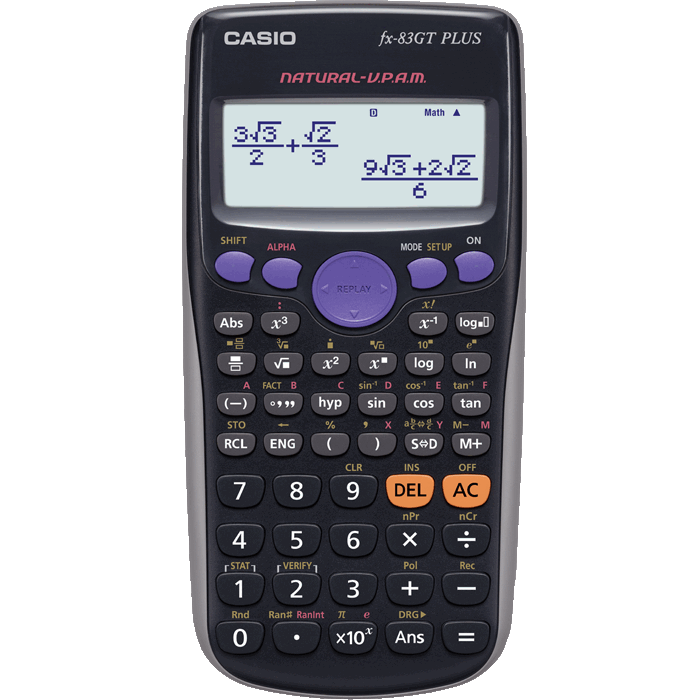 CASIO fx-83GT PLUS
NATURAL-V.P.A.M.
D Math ▲
3√3/2 + √2/3
(9√3+2√2)/6
SHIFT ALPHA MODE SETUP ON
REPLAY
: x!
Abs x³ x⁻¹ log■▯
³√■ ■ ■√▯ 10■ e■
√■ x² x■ log ln
A FACT B C sin⁻¹ D cos⁻¹ E tan⁻¹ F
(−) °,,, hyp sin cos tan
STO ← % , X a b/c⇔d/c Y M− M
RCL ENG ( ) S⇔D M+
CLR INS OFF
7 8 9 DEL AC
nPr nCr
4 5 6 × ÷
STAT VERIFY Pol Rec
1 2 3 + −
Rnd Ran# RanInt π e DRG▶
0 • ×10ˣ Ans =